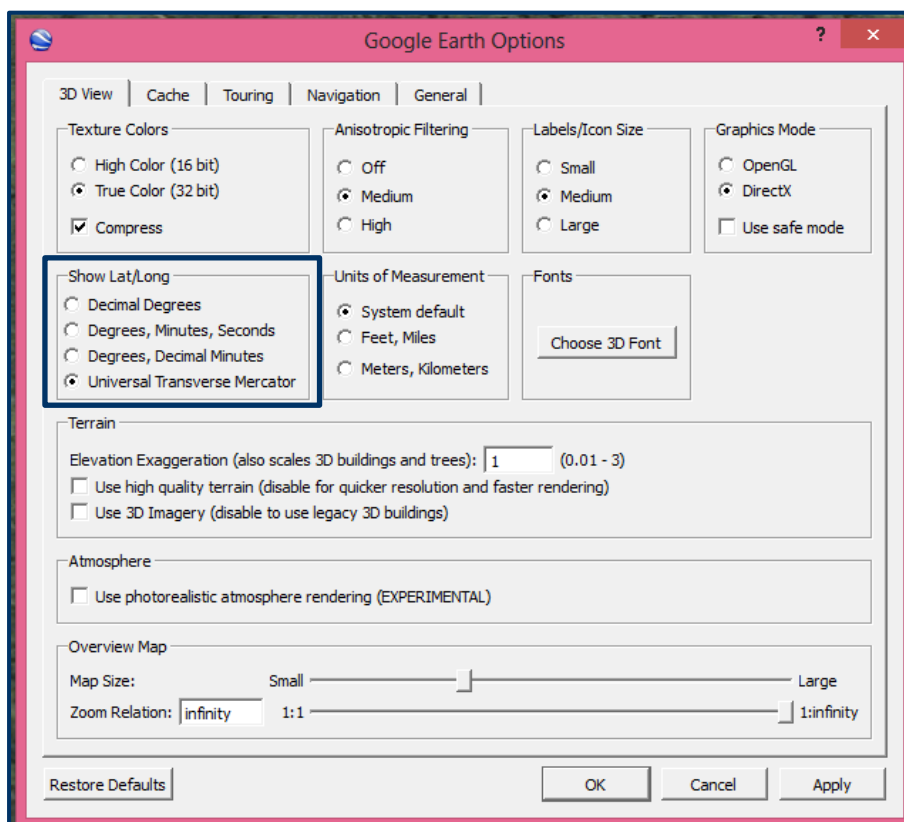 Google Earth Options
?
3D View
Cache
Touring
Navigation
General
Texture Colors
High Color (16 bit)
True Color (32 bit)
Compress
Anisotropic Filtering
Off
Medium
High
Labels/Icon Size
Small
Medium
Large
Graphics Mode
OpenGL
DirectX
Use safe mode
Show Lat/Long
Decimal Degrees
Degrees, Minutes, Seconds
Degrees, Decimal Minutes
Universal Transverse Mercator
Units of Measurement
System default
Feet, Miles
Meters, Kilometers
Fonts
Choose 3D Font
Terrain
Elevation Exaggeration (also scales 3D buildings and trees): 1 (0.01 - 3)
Use high quality terrain (disable for quicker resolution and faster rendering)
Use 3D Imagery (disable to use legacy 3D buildings)
Atmosphere
Use photorealistic atmosphere rendering (EXPERIMENTAL)
Overview Map
Map Size: Small Large
Zoom Relation: infinity 1:1 1:infinity
Restore Defaults
OK
Cancel
Apply